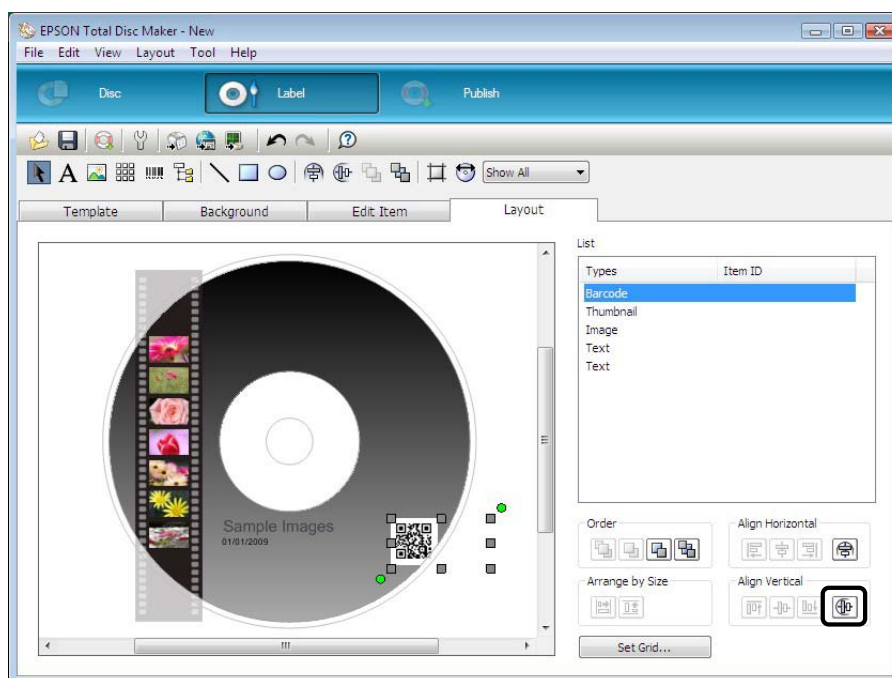 EPSON Total Disc Maker - New
File Edit View Layout Tool Help
Disc Label Publish
A Show All
Template Background Edit Item Layout
List
Types Item ID
Barcode
Thumbnail
Image
Text
Text
Sample Images
01/01/2009
Order Align Horizontal
Arrange by Size Align Vertical
Set Grid...